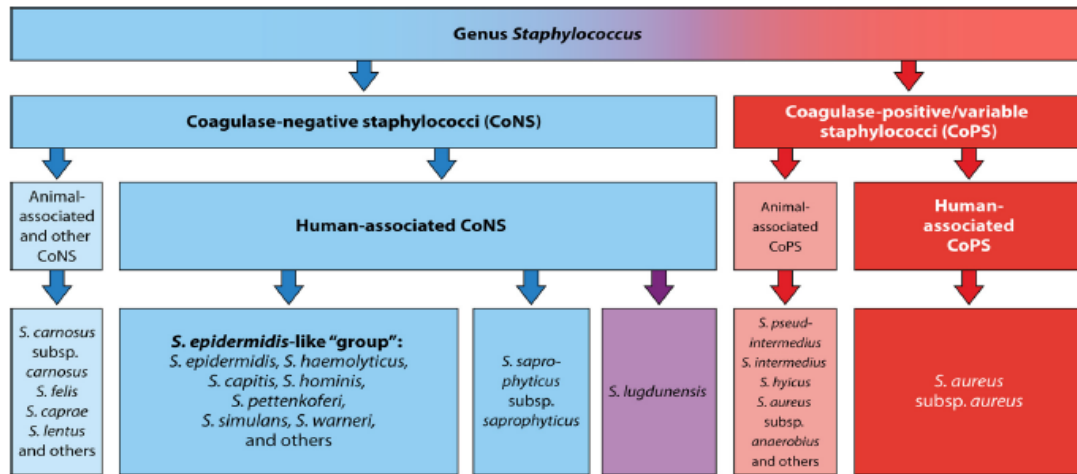 Genus Staphylococcus
Coagulase-negative staphylococci (CoNS)
Coagulase-positive/variable
staphylococci (CoPS)
Animal-
associated
and other
CoNS
Human-associated CoNS
Animal-
associated
CoPS
Human-
associated
CoPS
S. carnosus
subsp.
carnosus
S. felis
S. caprae
S. lentus
and others
S. epidermidis-like “group”:
S. epidermidis, S. haemolyticus,
S. capitis, S. hominis,
S. pettenkoferi,
S. simulans, S. warneri,
and others
S. sapro-
phyticus
subsp.
saprophyticus
S. lugdunensis
S. pseud-
intermedius
S. intermedius
S. hyicus
S. aureus
subsp.
anaerobius
and others
S. aureus
subsp. aureus